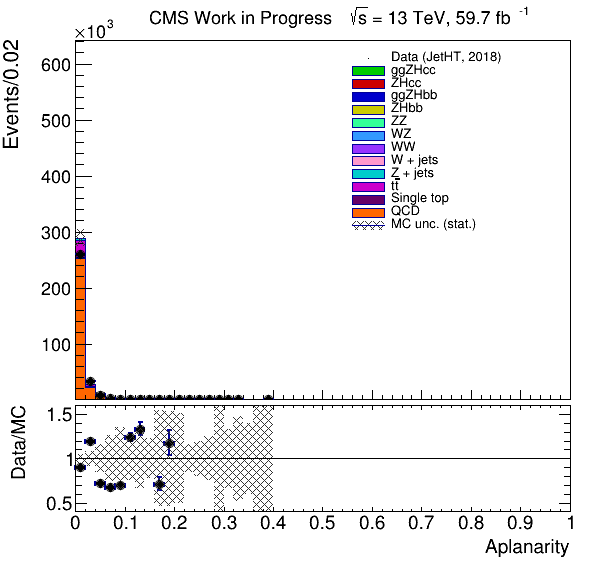 CMS Work in Progress √s = 13 TeV, 59.7 fb⁻¹
×10³
Events/0.02
600
500
400
300
200
100
Data (JetHT, 2018)
ggZHcc
ZHcc
ggZHbb
ZHbb
ZZ
WZ
WW
W + jets
Z + jets
tt̄
Single top
QCD
MC unc. (stat.)
Data/MC
1.5
1
0.5
0 0.1 0.2 0.3 0.4 0.5 0.6 0.7 0.8 0.9 1
Aplanarity